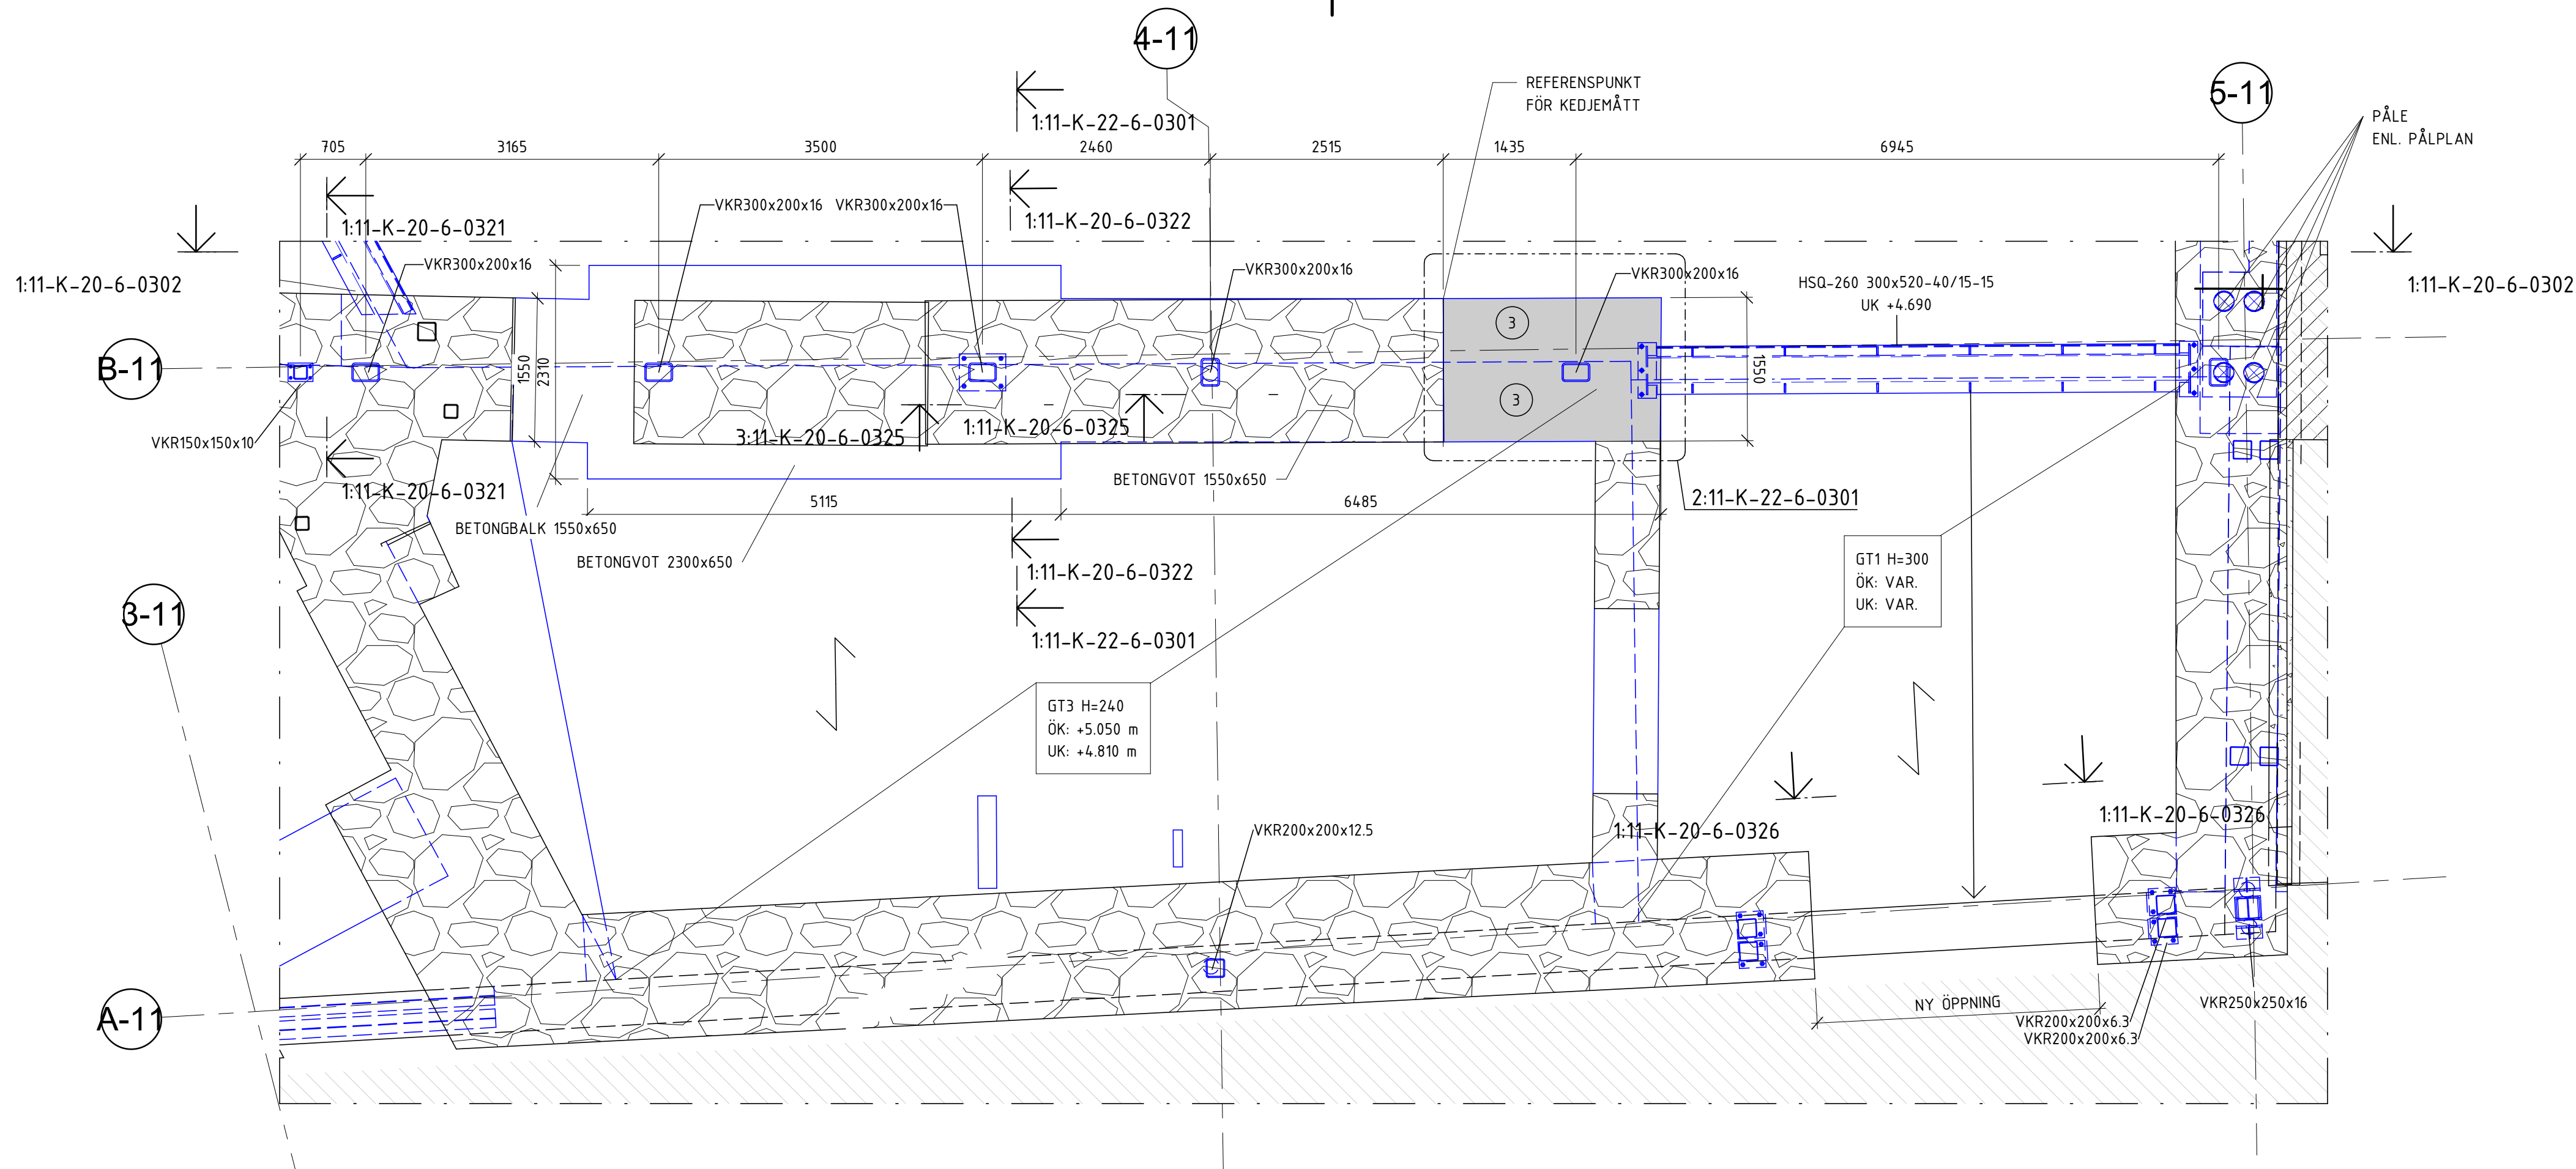 4-11
5-11
REFERENSPUNKT
FÖR KEDJEMÅTT
PÅLE
ENL. PÅLPLAN
1:11-K-22-6-0301
705
3165
3500
2460
2515
1435
6945
1:11-K-20-6-0321
VKR300x200x16
VKR300x200x16
1:11-K-20-6-0322
1:11-K-20-6-0302
VKR300x200x16
VKR300x200x16
VKR300x200x16
HSQ-260 300x520-40/15-15
UK +4.690
1:11-K-20-6-0302
3
B-11
1550
2310
1550
3
VKR150x150x10
3:11-K-20-6-0325
1:11-K-20-6-0325
1:11-K-20-6-0321
BETONGVOT 1550x650
2:11-K-22-6-0301
5115
6485
BETONGBALK 1550x650
BETONGVOT 2300x650
1:11-K-20-6-0322
GT1 H=300
ÖK: VAR.
UK: VAR.
3-11
1:11-K-22-6-0301
GT3 H=240
ÖK: +5.050 m
UK: +4.810 m
VKR200x200x12.5
1:11-K-20-6-0326
1:11-K-20-6-0326
A-11
NY ÖPPNING
VKR250x250x16
VKR200x200x6.3
VKR200x200x6.3